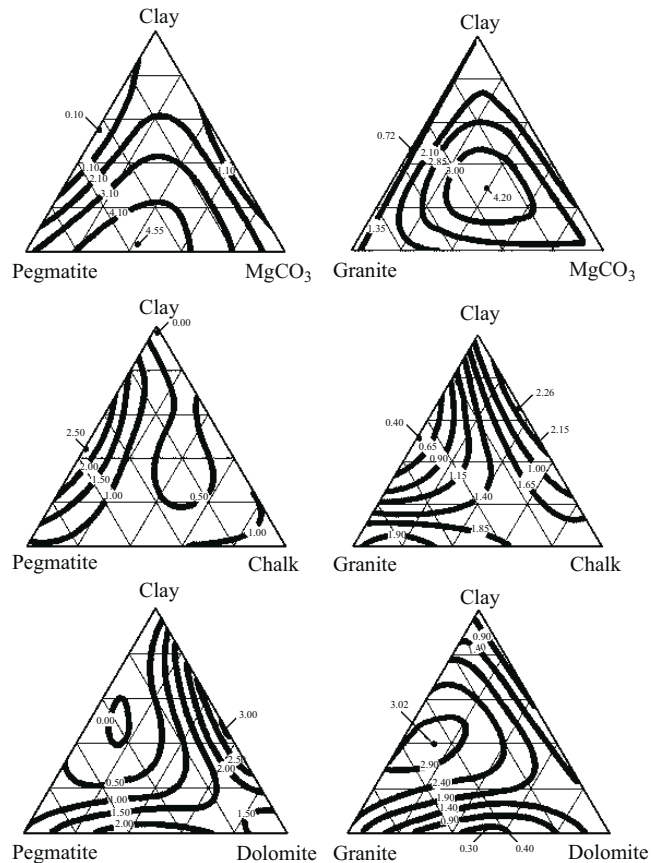 Clay Clay
0.10
0.72
1.10 1.10 2.10
2.10 2.85
3.10 3.00
4.10 4.20
4.55 1.35
Pegmatite MgCO3 Granite MgCO3
Clay Clay
0.00
2.26
0.40
2.50 2.15
0.65
2.00 0.90 1.00
1.50 1.15 1.65
1.00 0.50 1.40
1.00 1.85
1.90
Pegmatite Chalk Granite Chalk
Clay Clay
0.90
1.40
0.00 3.00 3.02
2.00 2.90
0.50 2.40
1.00 1.90
1.50 1.50 1.40
2.00 0.90
0.30 0.40
Pegmatite Dolomite Granite Dolomite